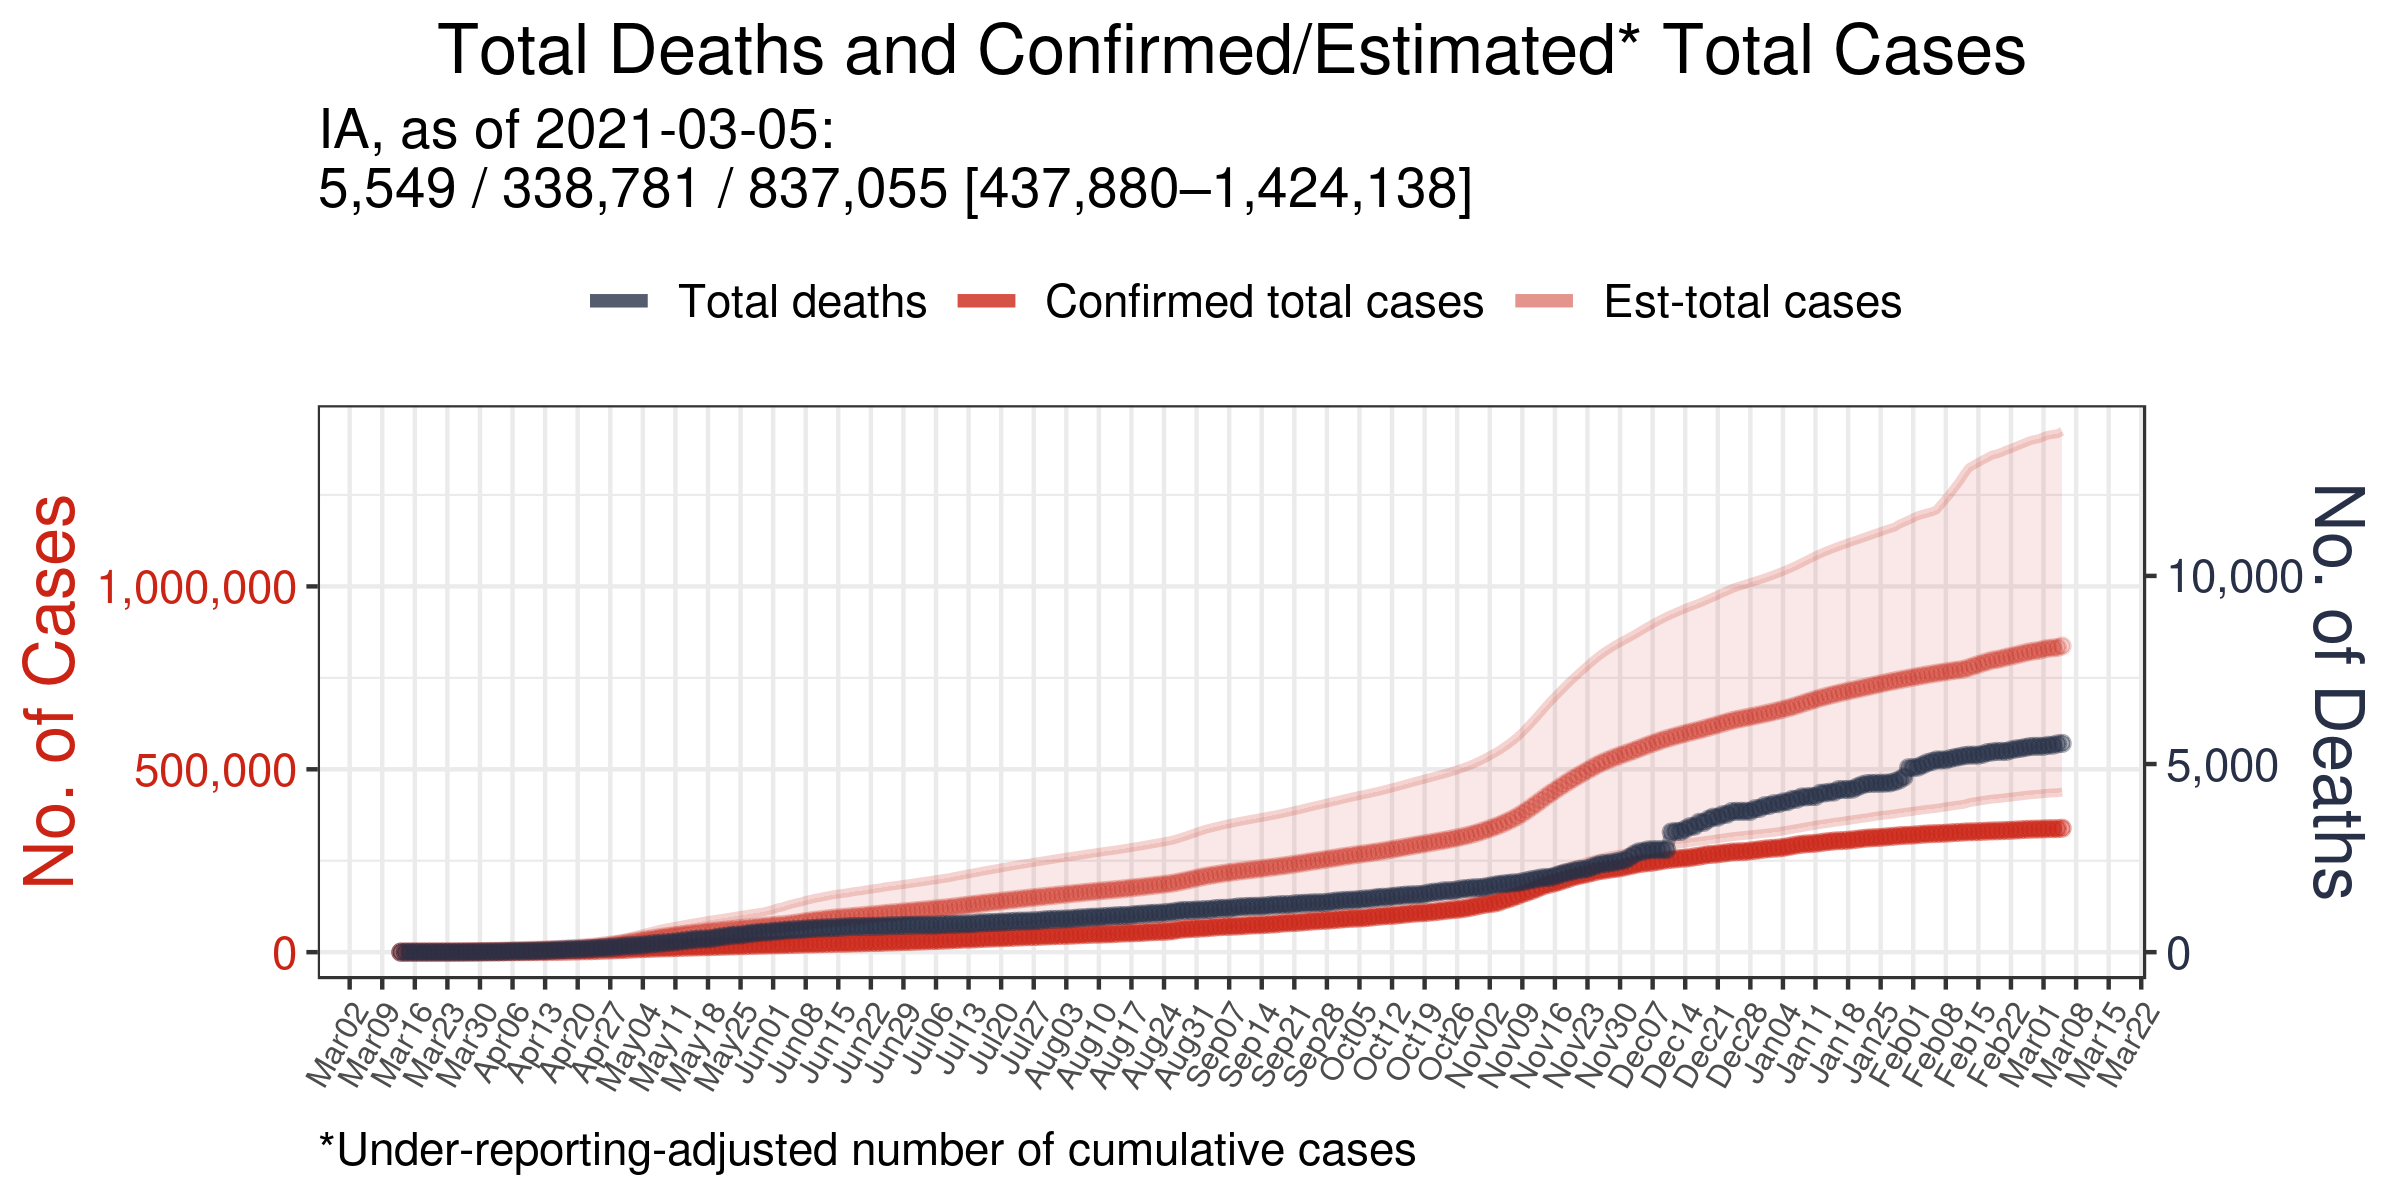 Total Deaths and Confirmed/Estimated* Total Cases
IA, as of 2021-03-05:
5,549 / 338,781 / 837,055 [437,880–1,424,138]
Total deaths
Confirmed total cases
Est-total cases
No. of Cases
1,000,000
500,000
0
10,000
5,000
0
No. of Deaths
Mar02
Mar09
Mar16
Mar23
Mar30
Apr06
Apr13
Apr20
Apr27
May04
May11
May18
May25
Jun01
Jun08
Jun15
Jun22
Jun29
Jul06
Jul13
Jul20
Jul27
Aug03
Aug10
Aug17
Aug24
Aug31
Sep07
Sep14
Sep21
Sep28
Oct05
Oct12
Oct19
Oct26
Nov02
Nov09
Nov16
Nov23
Nov30
Dec07
Dec14
Dec21
Dec28
Jan04
Jan11
Jan18
Jan25
Feb01
Feb08
Feb15
Feb22
Mar01
Mar08
Mar15
Mar22
*Under-reporting-adjusted number of cumulative cases